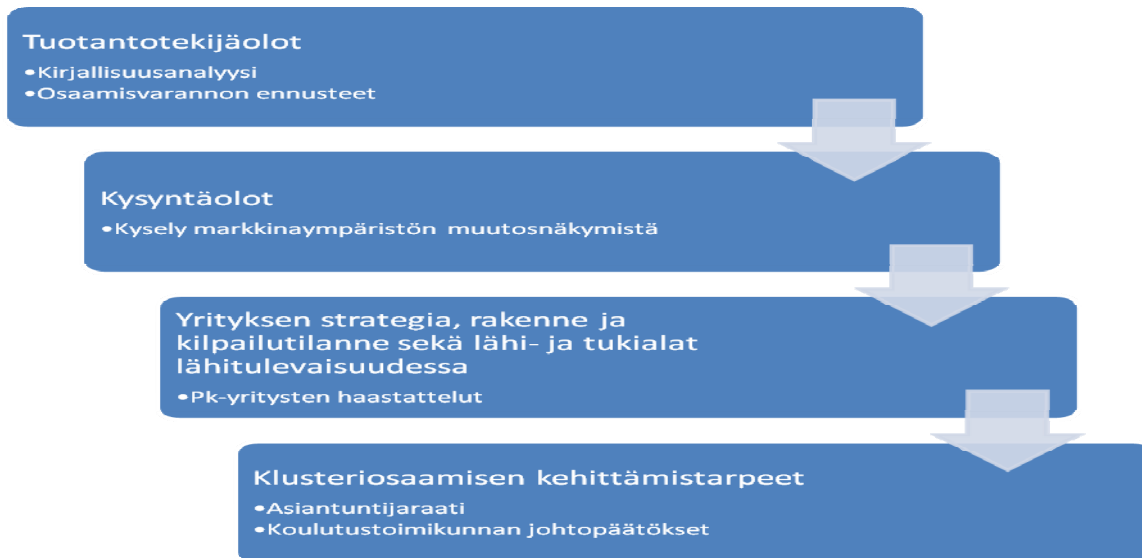 Tuotantotekijäolot
•Kirjallisuusanalyysi
•Osaamisvarannon ennusteet
Kysyntäolot
•Kysely markkinaympäristön muutosnäkymistä
Yrityksen strategia, rakenne ja
kilpailutilanne sekä lähi- ja tukialat
lähitulevaisuudessa
•Pk-yritysten haastattelut
Klusteriosaamisen kehittämistarpeet
•Asiantuntijaraati
•Koulutustoimikunnan johtopäätökset